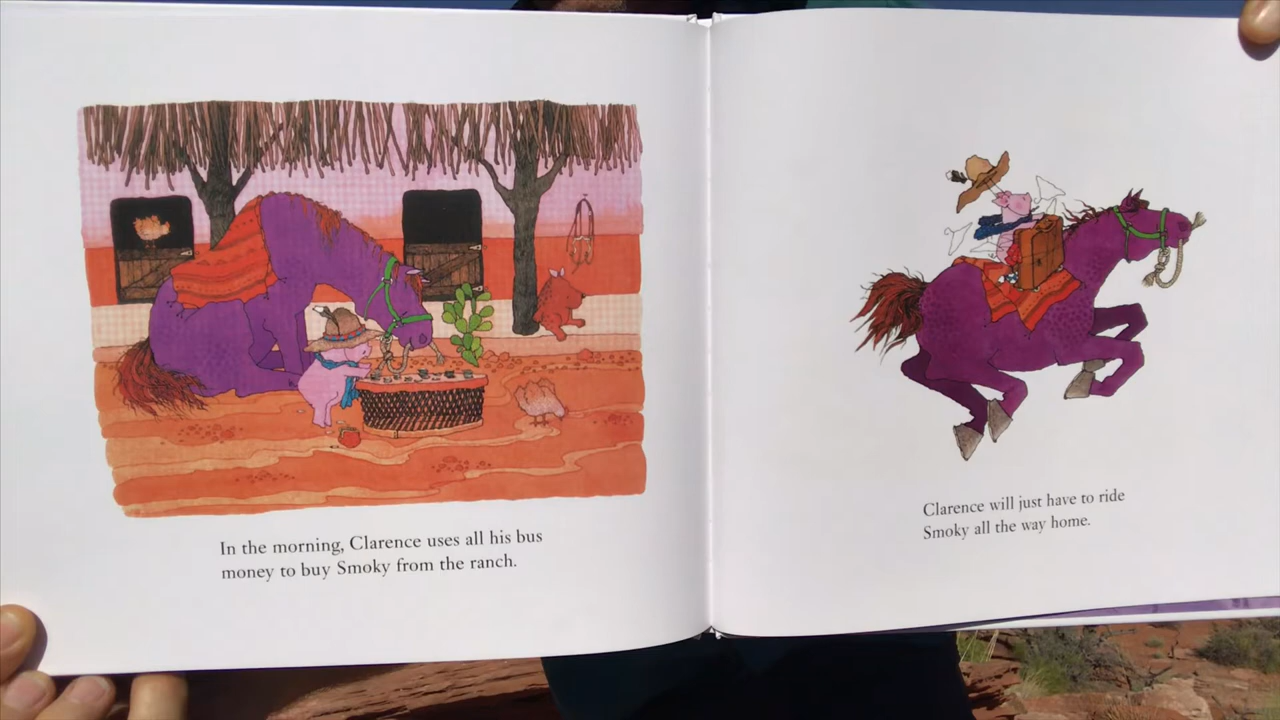 In the morning, Clarence uses all his bus
money to buy Smoky from the ranch.
Clarence will just have to ride
Smoky all the way home.